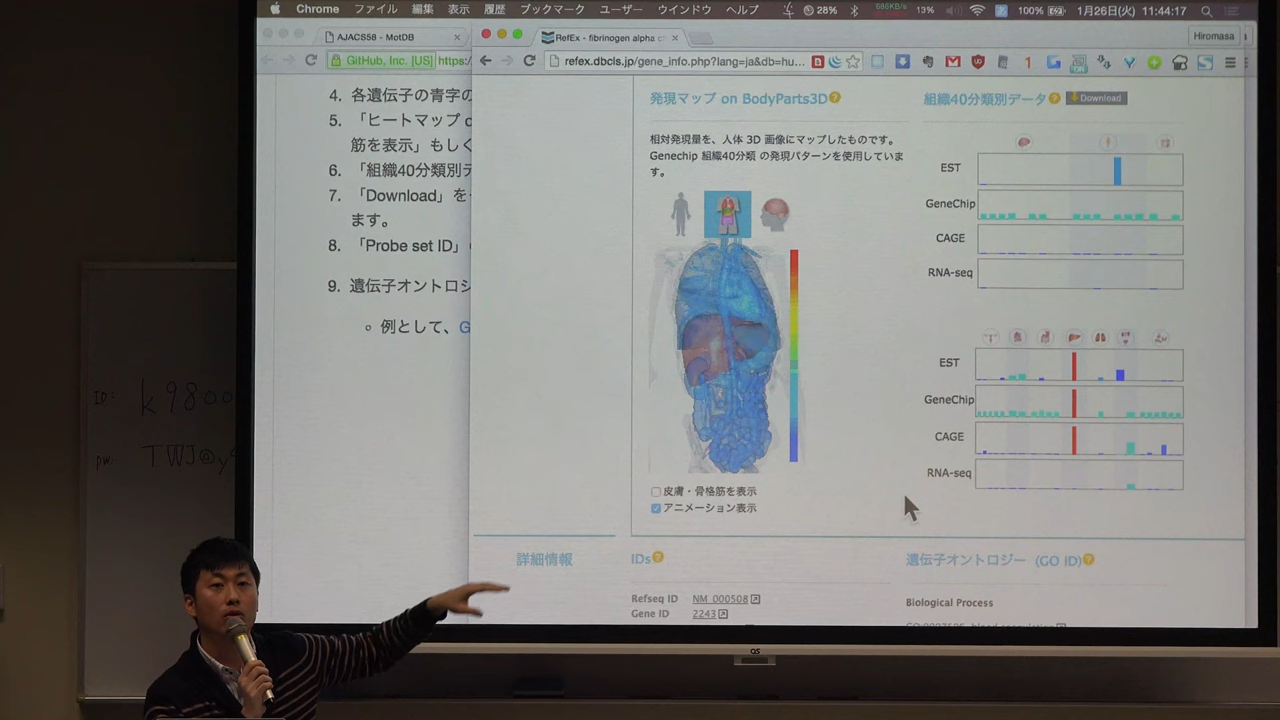 Chrome ファイル 編集 表示 履歴 ブックマーク ユーザー ウインドウ ヘルプ 28% 686KB/s 13% 100% 1月26日(火) 11:44:17
AJACS58 - MotDB
RefEx - fibrinogen alpha c
Hiromasa
GitHub, Inc. [US] https:/
refex.dbcls.jp/gene_info.php?lang=ja&db=hu...
4. 各遺伝子の青字の
5. 「ヒートマップ
筋を表示」もしく
6. 「組織40分類別
7. 「Download」を
ます。
8. 「Probe set ID」
9. 遺伝子オントロジ
例として、G
発現マップ on BodyParts3D
相対発現量を、人体 3D 画像にマップしたものです。
Genechip 組織40分類 の発現パターンを使用していま
す。
皮膚・骨格筋を表示
アニメーション表示
組織40分類別データ Download
EST
GeneChip
CAGE
RNA-seq
EST
GeneChip
CAGE
RNA-seq
詳細情報
IDs
Refseq ID NM_000508
Gene ID 2243
遺伝子オントロジー (GO ID)
Biological Process
ID: k9800
pw: TWJ@y